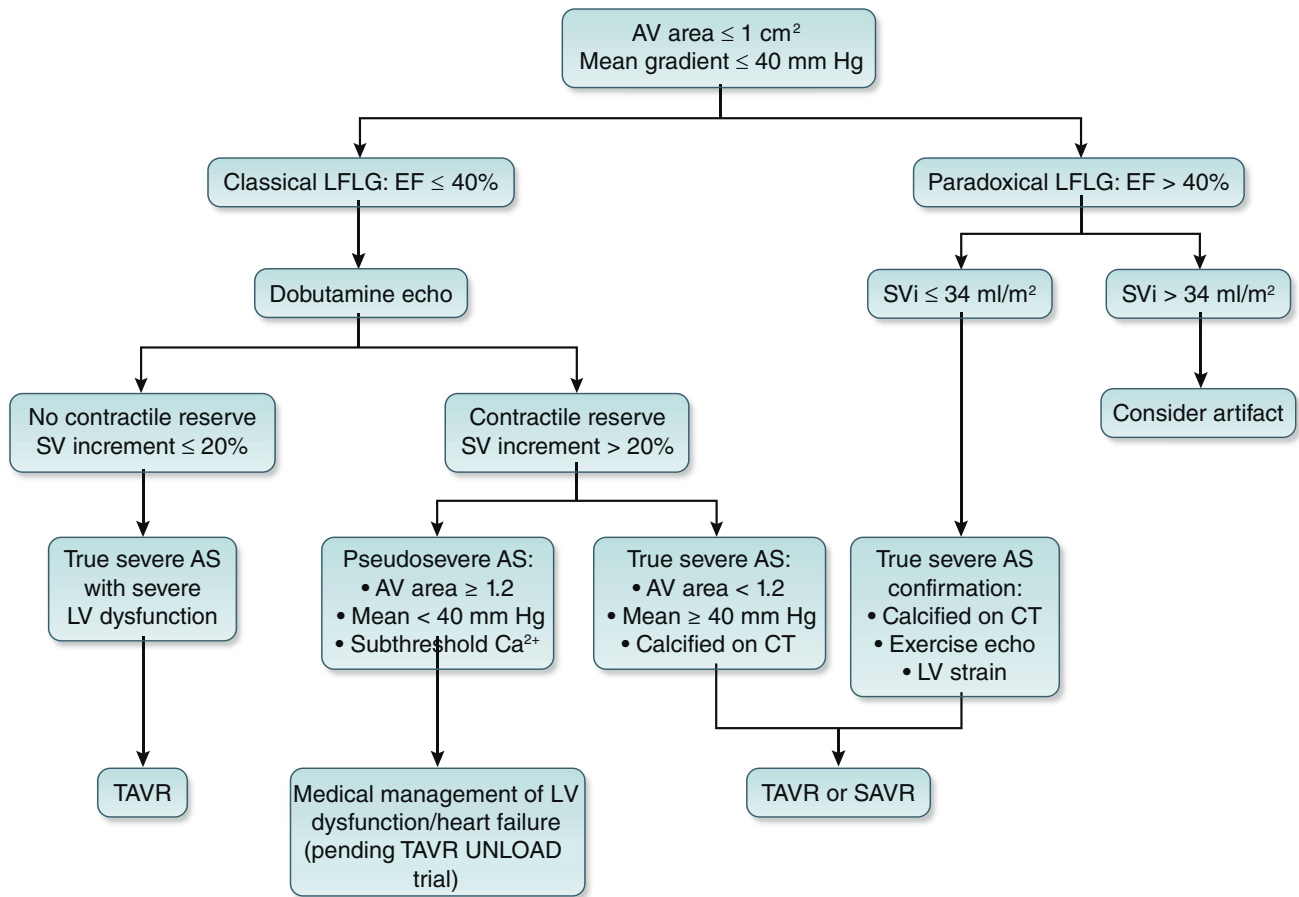 AV area ≤ 1 cm²
Mean gradient ≤ 40 mm Hg
Classical LFLG: EF ≤ 40%
Paradoxical LFLG: EF > 40%
Dobutamine echo
SVi ≤ 34 ml/m²
SVi > 34 ml/m²
No contractile reserve
SV increment ≤ 20%
Contractile reserve
SV increment > 20%
Consider artifact
True severe AS
with severe
LV dysfunction
Pseudosevere AS:
• AV area ≥ 1.2
• Mean < 40 mm Hg
• Subthreshold Ca²⁺
True severe AS:
• AV area < 1.2
• Mean ≥ 40 mm Hg
• Calcified on CT
True severe AS
confirmation:
• Calcified on CT
• Exercise echo
• LV strain
TAVR
Medical management of LV
dysfunction/heart failure
(pending TAVR UNLOAD
trial)
TAVR or SAVR